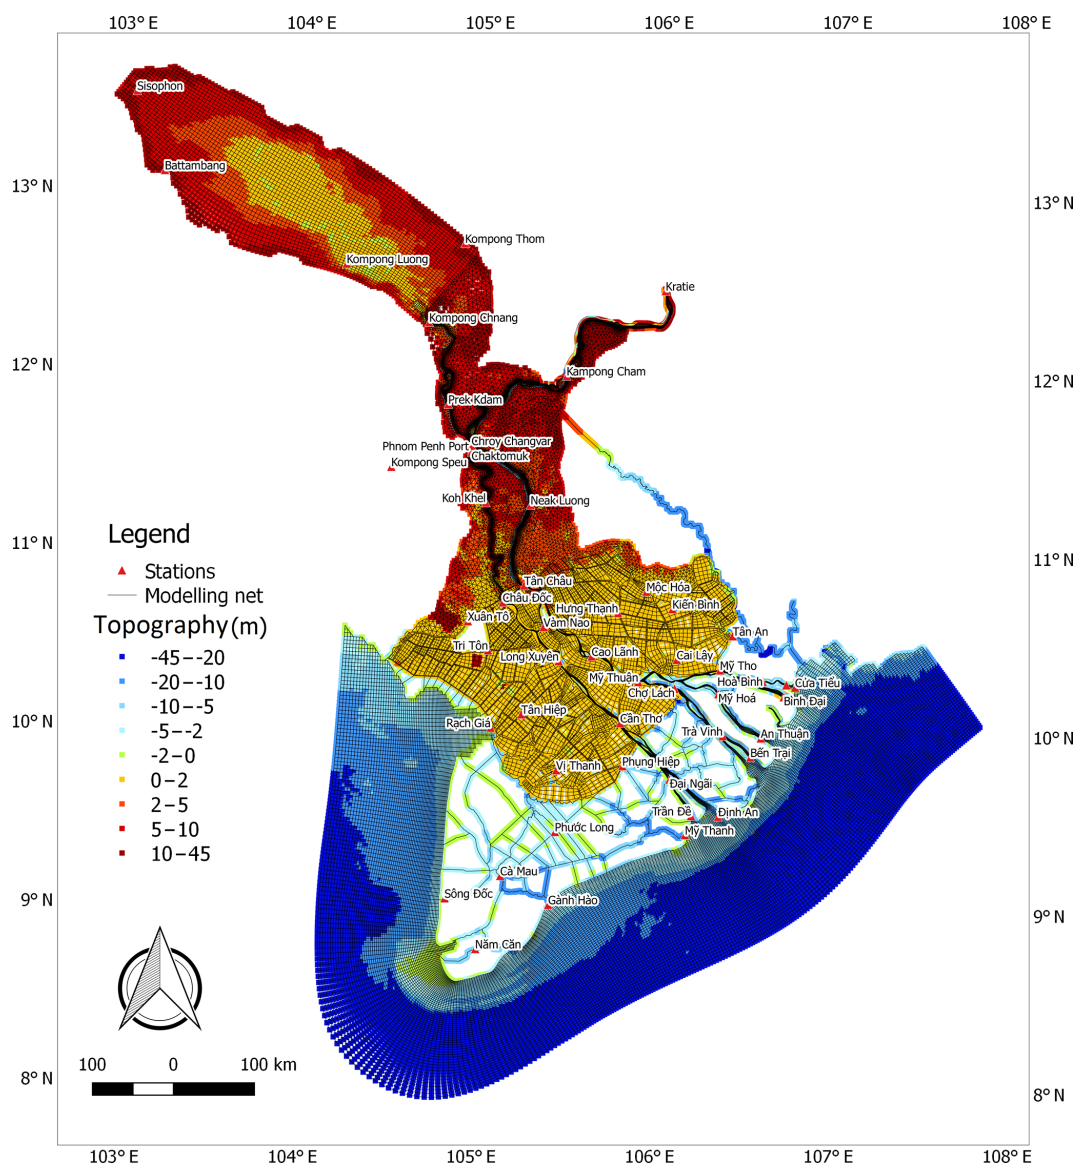 103° E 104° E 105° E 106° E 107° E 108° E
Sisophon
Battambang
13° N
13° N
Kompong Thom
Kompong Luong
Kratie
Kompong Chnang
12° N
Kampong Cham
12° N
Prek Kdam
Chroy Changvar
Phnom Penh Port
Chaktomuk
Kompong Speu
Koh Khel
Neak Luong
11° N
11° N
Legend
Stations
Modelling net
Topography (m)
-45--20
-20-10
-10-5
-5-2
-2-0
0-2
2-5
5-10
10-45
Tân Châu
Mộc Hóa
Châu Đốc
Hưng Thạnh
Kiến Bình
Xuân Tô
Vàm Nao
Tân An
Tri Tôn
Long Xuyên
Cao Lãnh
Cai Lậy
Mỹ Tho
Mỹ Thuận
Hoà Bình
Cửa Tiểu
Chợ Lách
Mỹ Hoá
Bình Đại
10° N
Rạch Giá
Tân Hiệp
Cần Thơ
Trà Vinh
An Thuận
10° N
Bến Trại
Vị Thanh
Phụng Hiệp
Đại Ngãi
Trần Đề
Định An
Phước Long
Mỹ Thanh
9° N
Cà Mau
Sông Đốc
Gành Hào
9° N
Năm Căn
100 0 100 km
8° N
8° N
103° E 104° E 105° E 106° E 107° E 108° E